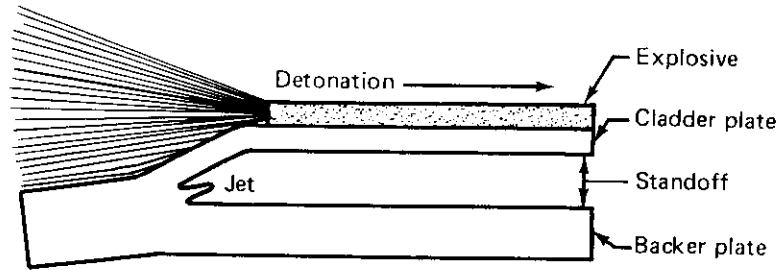 Detonation
Explosive
Cladder plate
Jet
Standoff
Backer plate